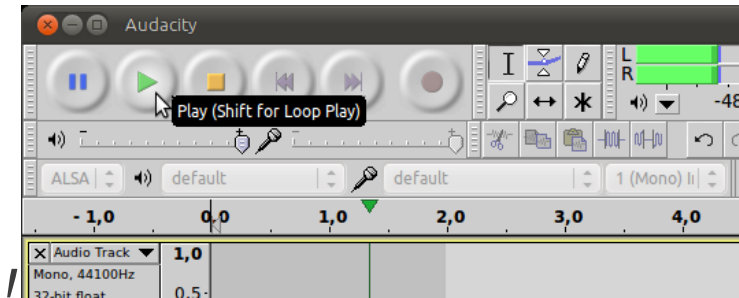 Audacity
L
R
-48
Play (Shift for Loop Play)
ALSA default default 1 (Mono)
- 1,0 0,0 1,0 2,0 3,0 4,0
Audio Track 1,0
Mono, 44100Hz
32-bit float 0,5